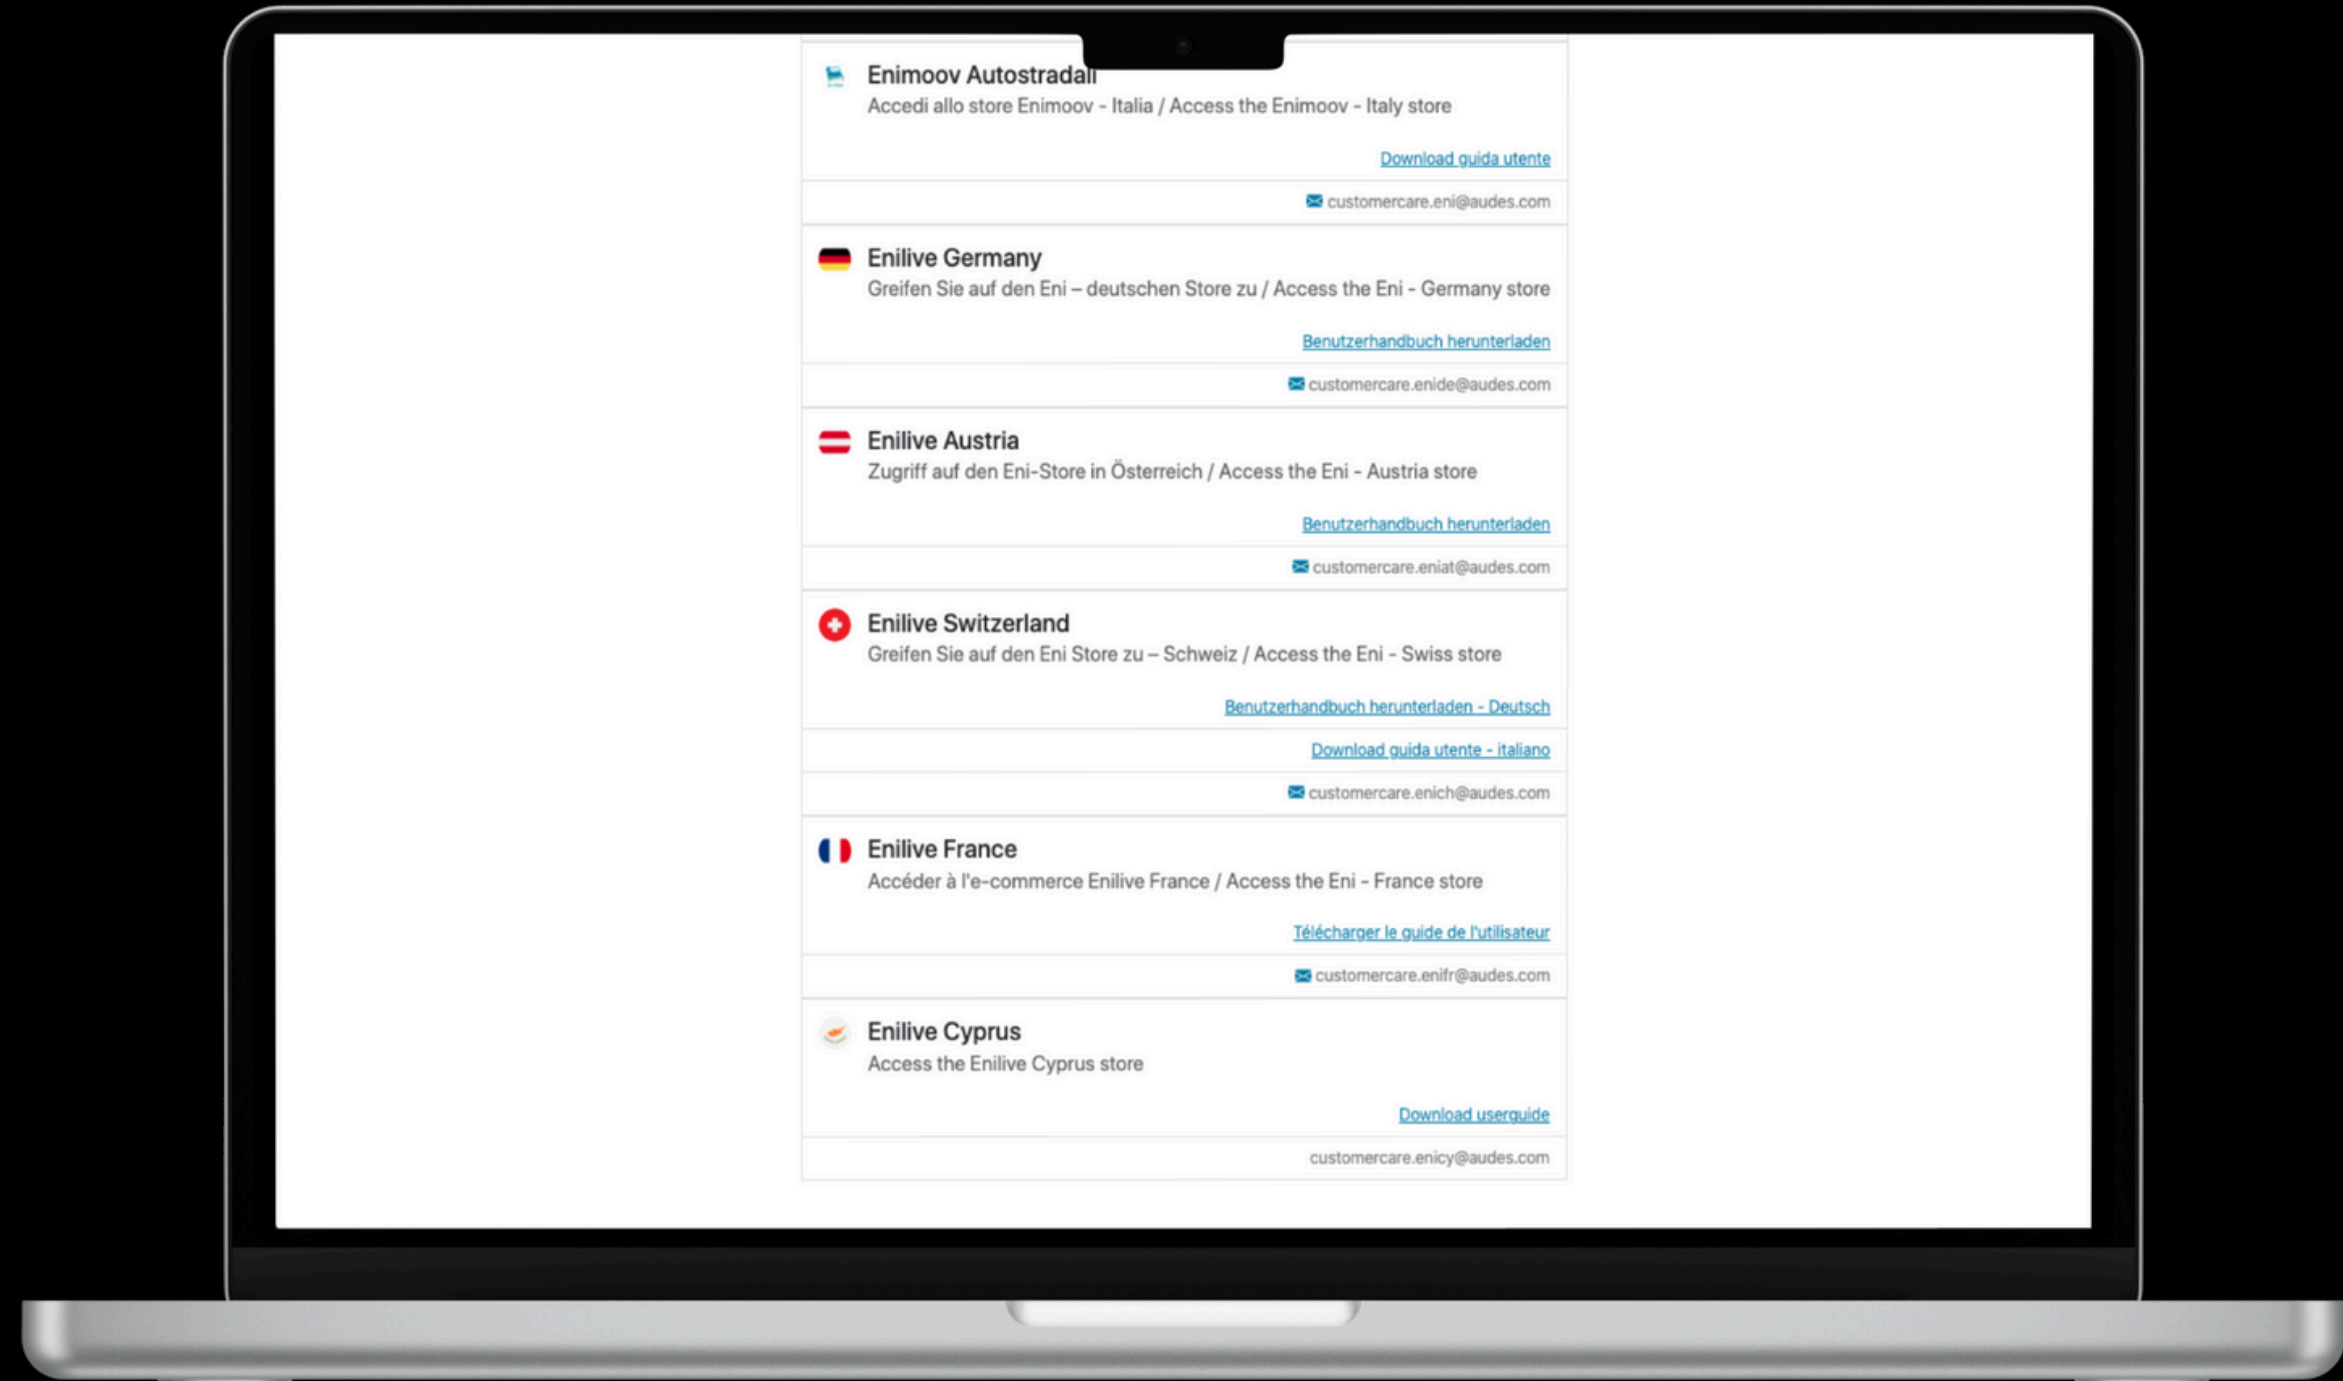 Enimoov Autostradali
Accedi allo store Enimoov - Italia / Access the Enimoov - Italy store
Download guida utente
customercare.eni@audes.com
Enilive Germany
Greifen Sie auf den Eni – deutschen Store zu / Access the Eni - Germany store
Benutzerhandbuch herunterladen
customercare.enide@audes.com
Enilive Austria
Zugriff auf den Eni-Store in Österreich / Access the Eni - Austria store
Benutzerhandbuch herunterladen
customercare.eniat@audes.com
Enilive Switzerland
Greifen Sie auf den Eni Store zu – Schweiz / Access the Eni - Swiss store
Benutzerhandbuch herunterladen - Deutsch
Download guida utente - italiano
customercare.enich@audes.com
Enilive France
Accéder à l'e-commerce Enilive France / Access the Eni - France store
Télécharger le guide de l'utilisateur
customercare.enifr@audes.com
Enilive Cyprus
Access the Enilive Cyprus store
Download userguide
customercare.enicy@audes.com